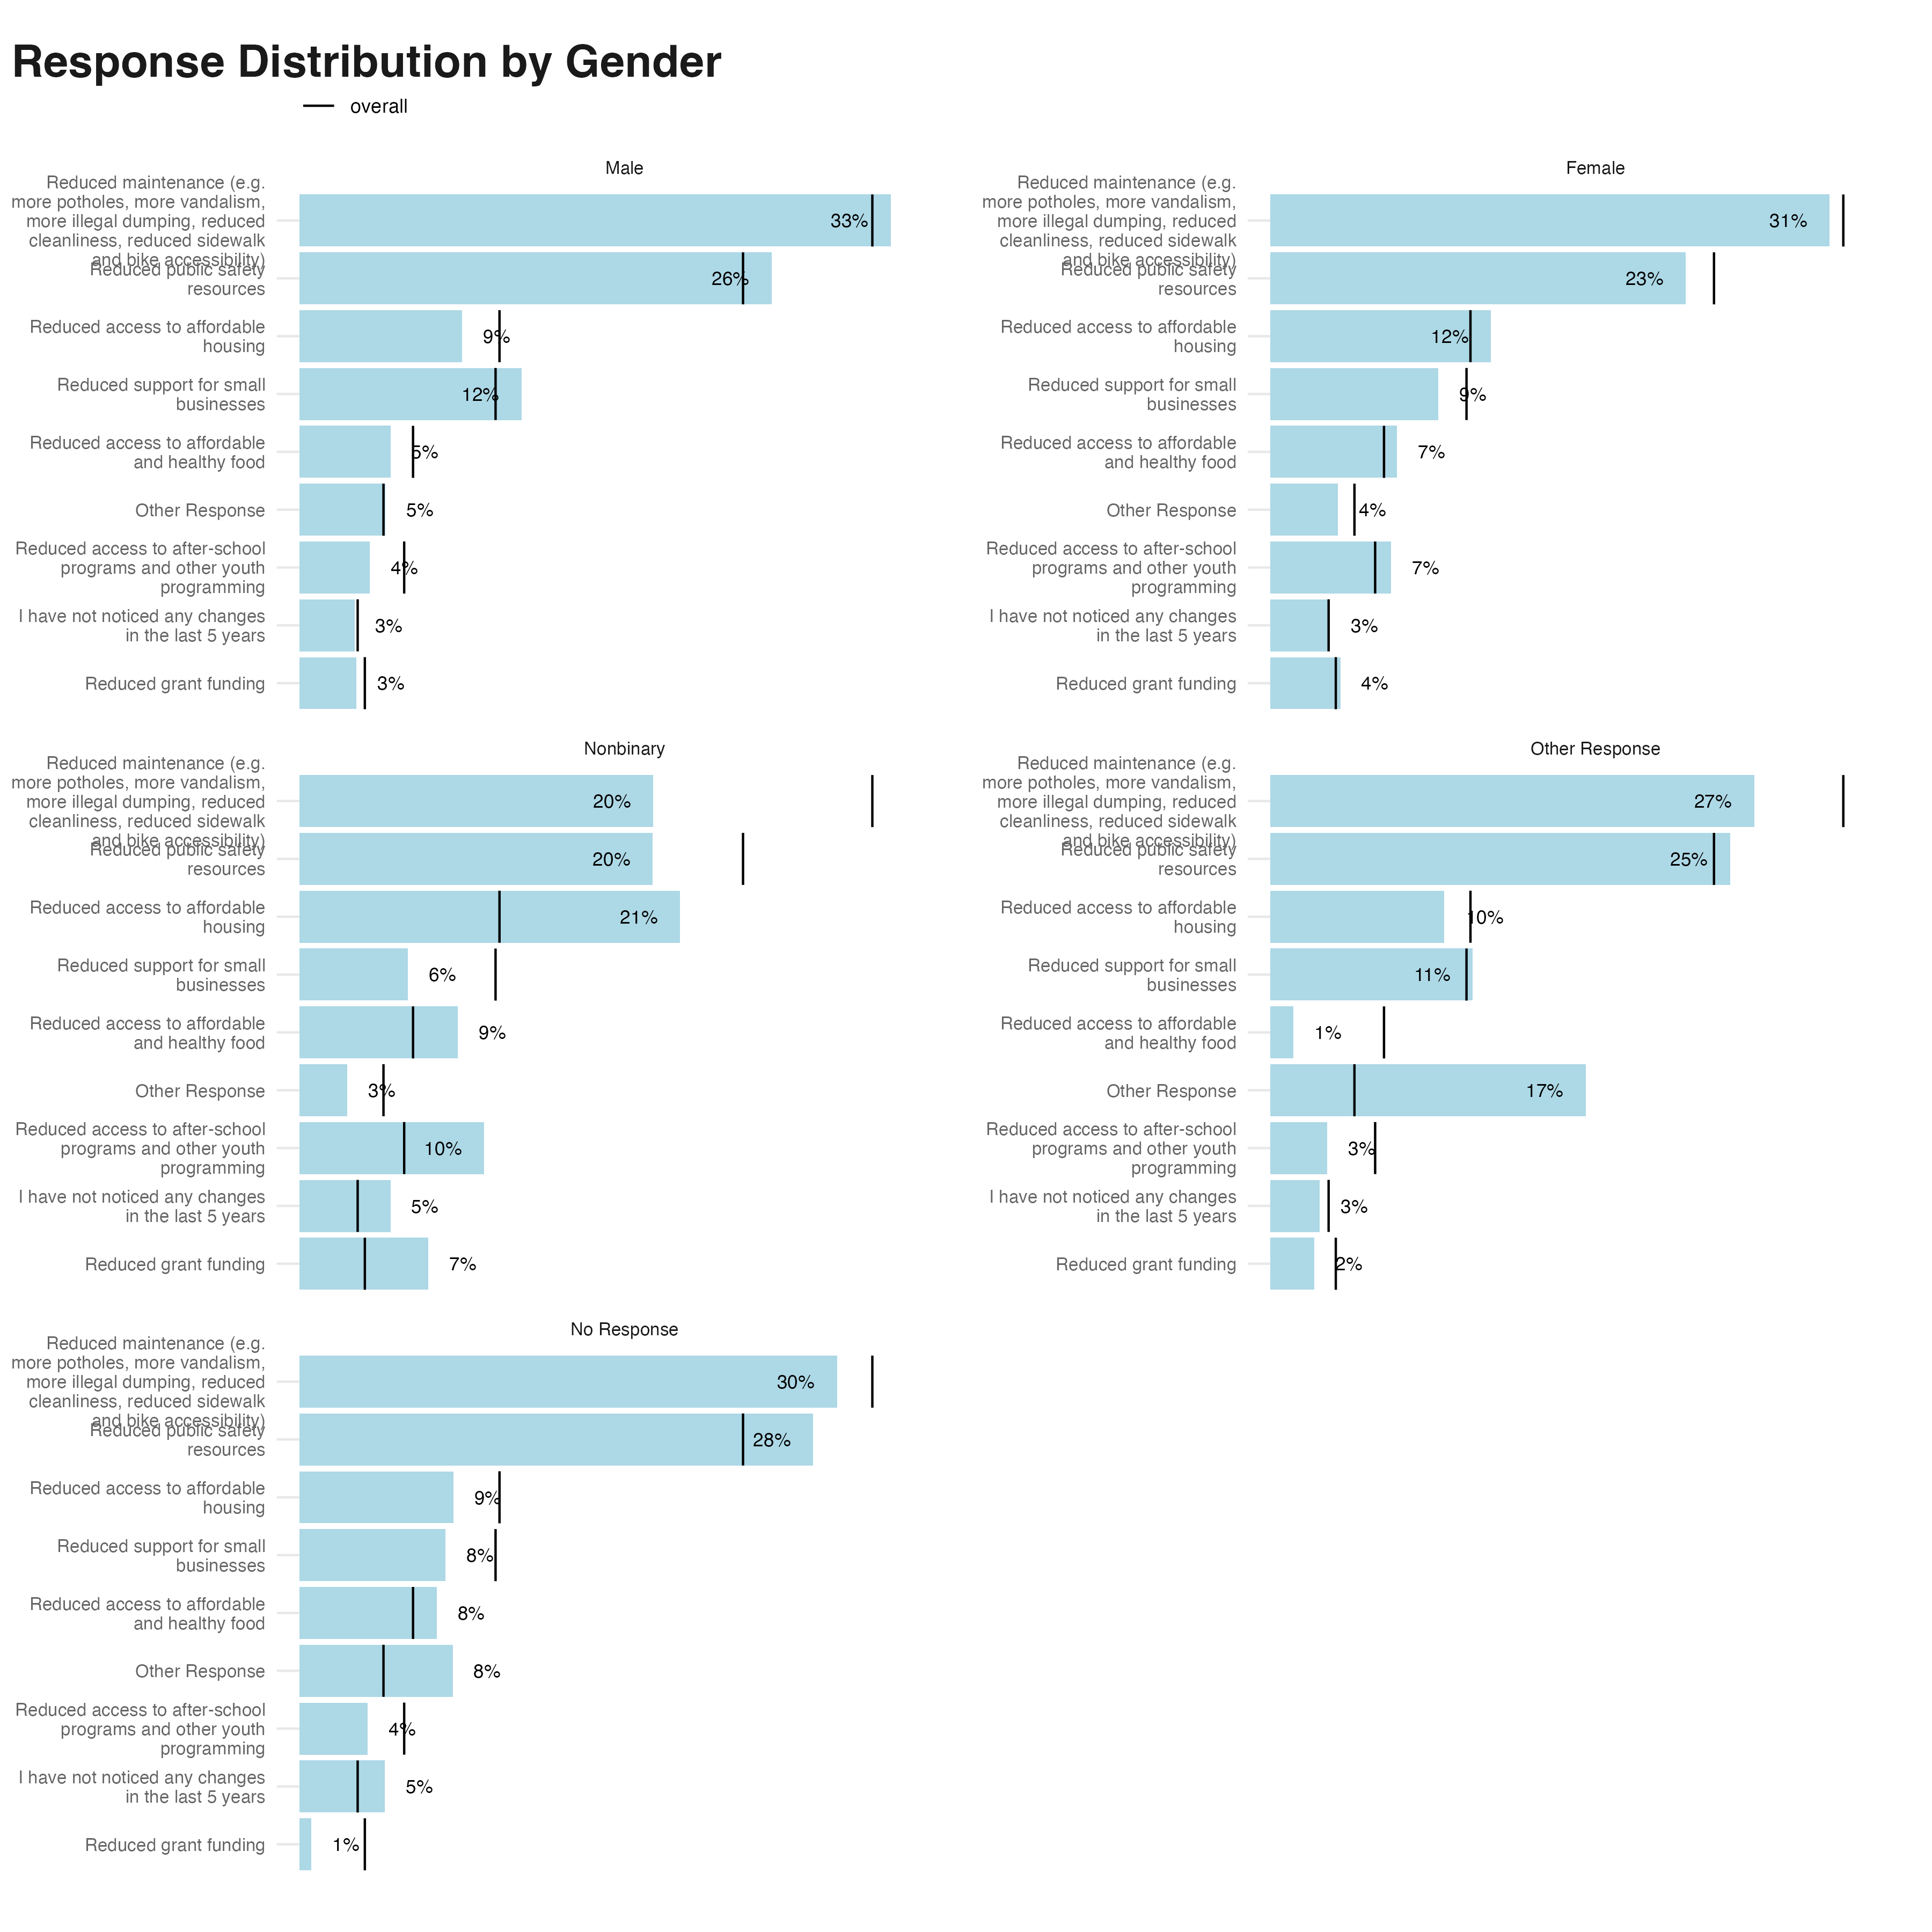 Response Distribution by Gender
overall
Male
Reduced maintenance (e.g.
more potholes, more vandalism,
more illegal dumping, reduced
cleanliness, reduced sidewalk
and bike accessibility)
33%
Reduced public safety
resources
26%
Reduced access to affordable
housing
9%
Reduced support for small
businesses
12%
Reduced access to affordable
and healthy food
5%
Other Response
5%
Reduced access to after-school
programs and other youth
programming
4%
I have not noticed any changes
in the last 5 years
3%
Reduced grant funding
3%
Female
Reduced maintenance (e.g.
more potholes, more vandalism,
more illegal dumping, reduced
cleanliness, reduced sidewalk
and bike accessibility)
31%
Reduced public safety
resources
23%
Reduced access to affordable
housing
12%
Reduced support for small
businesses
9%
Reduced access to affordable
and healthy food
7%
Other Response
4%
Reduced access to after-school
programs and other youth
programming
7%
I have not noticed any changes
in the last 5 years
3%
Reduced grant funding
4%
Nonbinary
Reduced maintenance (e.g.
more potholes, more vandalism,
more illegal dumping, reduced
cleanliness, reduced sidewalk
and bike accessibility)
20%
Reduced public safety
resources
20%
Reduced access to affordable
housing
21%
Reduced support for small
businesses
6%
Reduced access to affordable
and healthy food
9%
Other Response
3%
Reduced access to after-school
programs and other youth
programming
10%
I have not noticed any changes
in the last 5 years
5%
Reduced grant funding
7%
Other Response
Reduced maintenance (e.g.
more potholes, more vandalism,
more illegal dumping, reduced
cleanliness, reduced sidewalk
and bike accessibility)
27%
Reduced public safety
resources
25%
Reduced access to affordable
housing
10%
Reduced support for small
businesses
11%
Reduced access to affordable
and healthy food
1%
Other Response
17%
Reduced access to after-school
programs and other youth
programming
3%
I have not noticed any changes
in the last 5 years
3%
Reduced grant funding
2%
No Response
Reduced maintenance (e.g.
more potholes, more vandalism,
more illegal dumping, reduced
cleanliness, reduced sidewalk
and bike accessibility)
30%
Reduced public safety
resources
28%
Reduced access to affordable
housing
9%
Reduced support for small
businesses
8%
Reduced access to affordable
and healthy food
8%
Other Response
8%
Reduced access to after-school
programs and other youth
programming
4%
I have not noticed any changes
in the last 5 years
5%
Reduced grant funding
1%